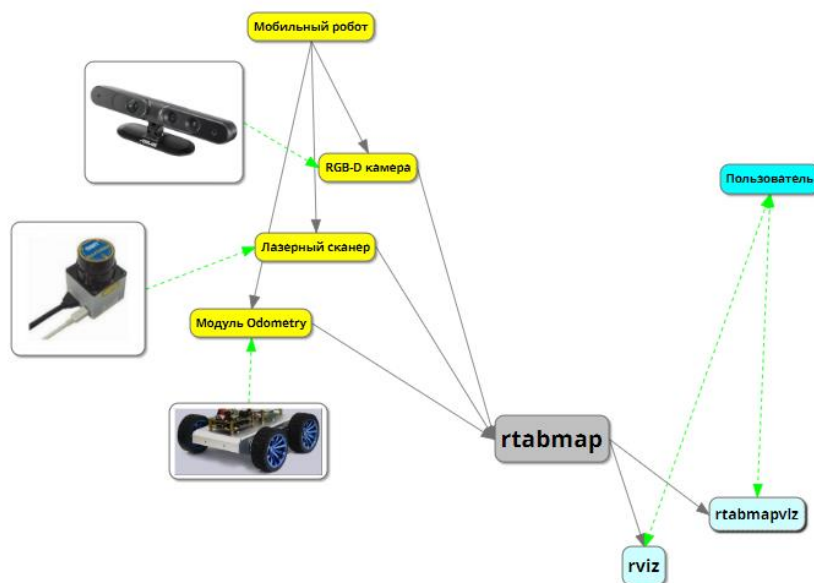 Мобильный робот
RGB-D камера
Пользователь
Лазерный сканер
Модуль Odometry
rtabmap
rtabmapviz
rviz